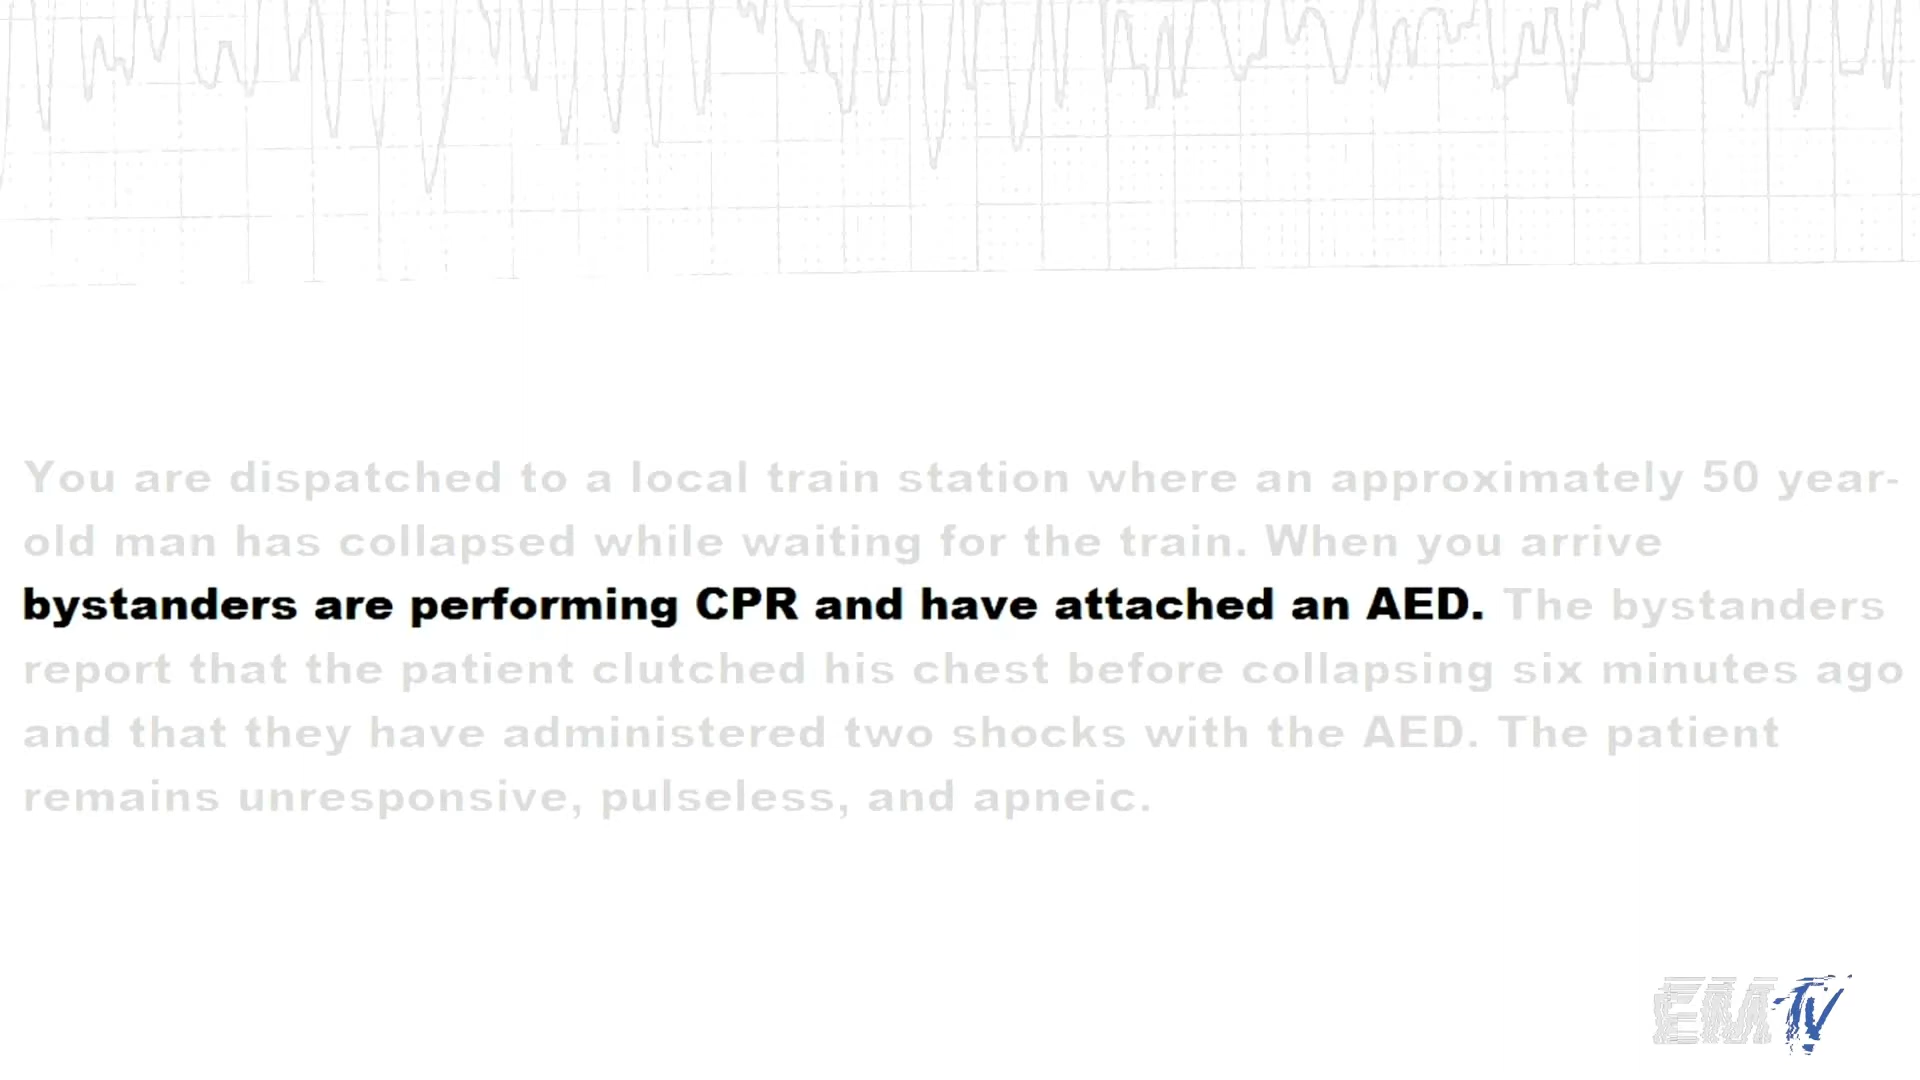 You are dispatched to a local train station where an approximately 50 year-
old man has collapsed while waiting for the train. When you arrive
bystanders are performing CPR and have attached an AED. The bystanders
report that the patient clutched his chest before collapsing six minutes ago
and that they have administered two shocks with the AED. The patient
remains unresponsive, pulseless, and apneic.
EMTV